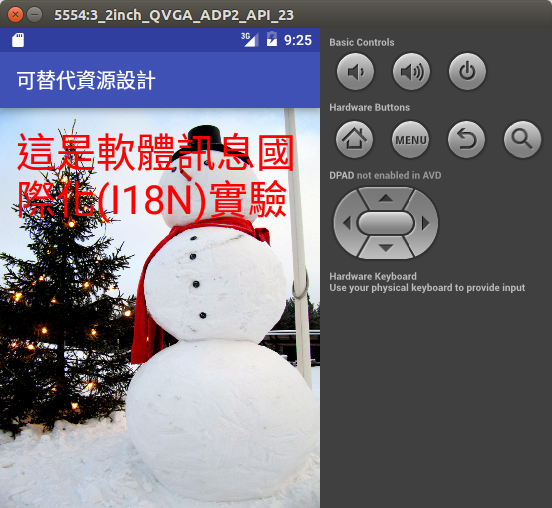 5554:3_2inch_QVGA_ADP2_API_23
3G
9:25
可替代資源設計
這是軟體訊息國
際化(I18N)實驗
Basic Controls
Hardware Buttons
MENU
DPAD not enabled in AVD
Hardware Keyboard
Use your physical keyboard to provide input